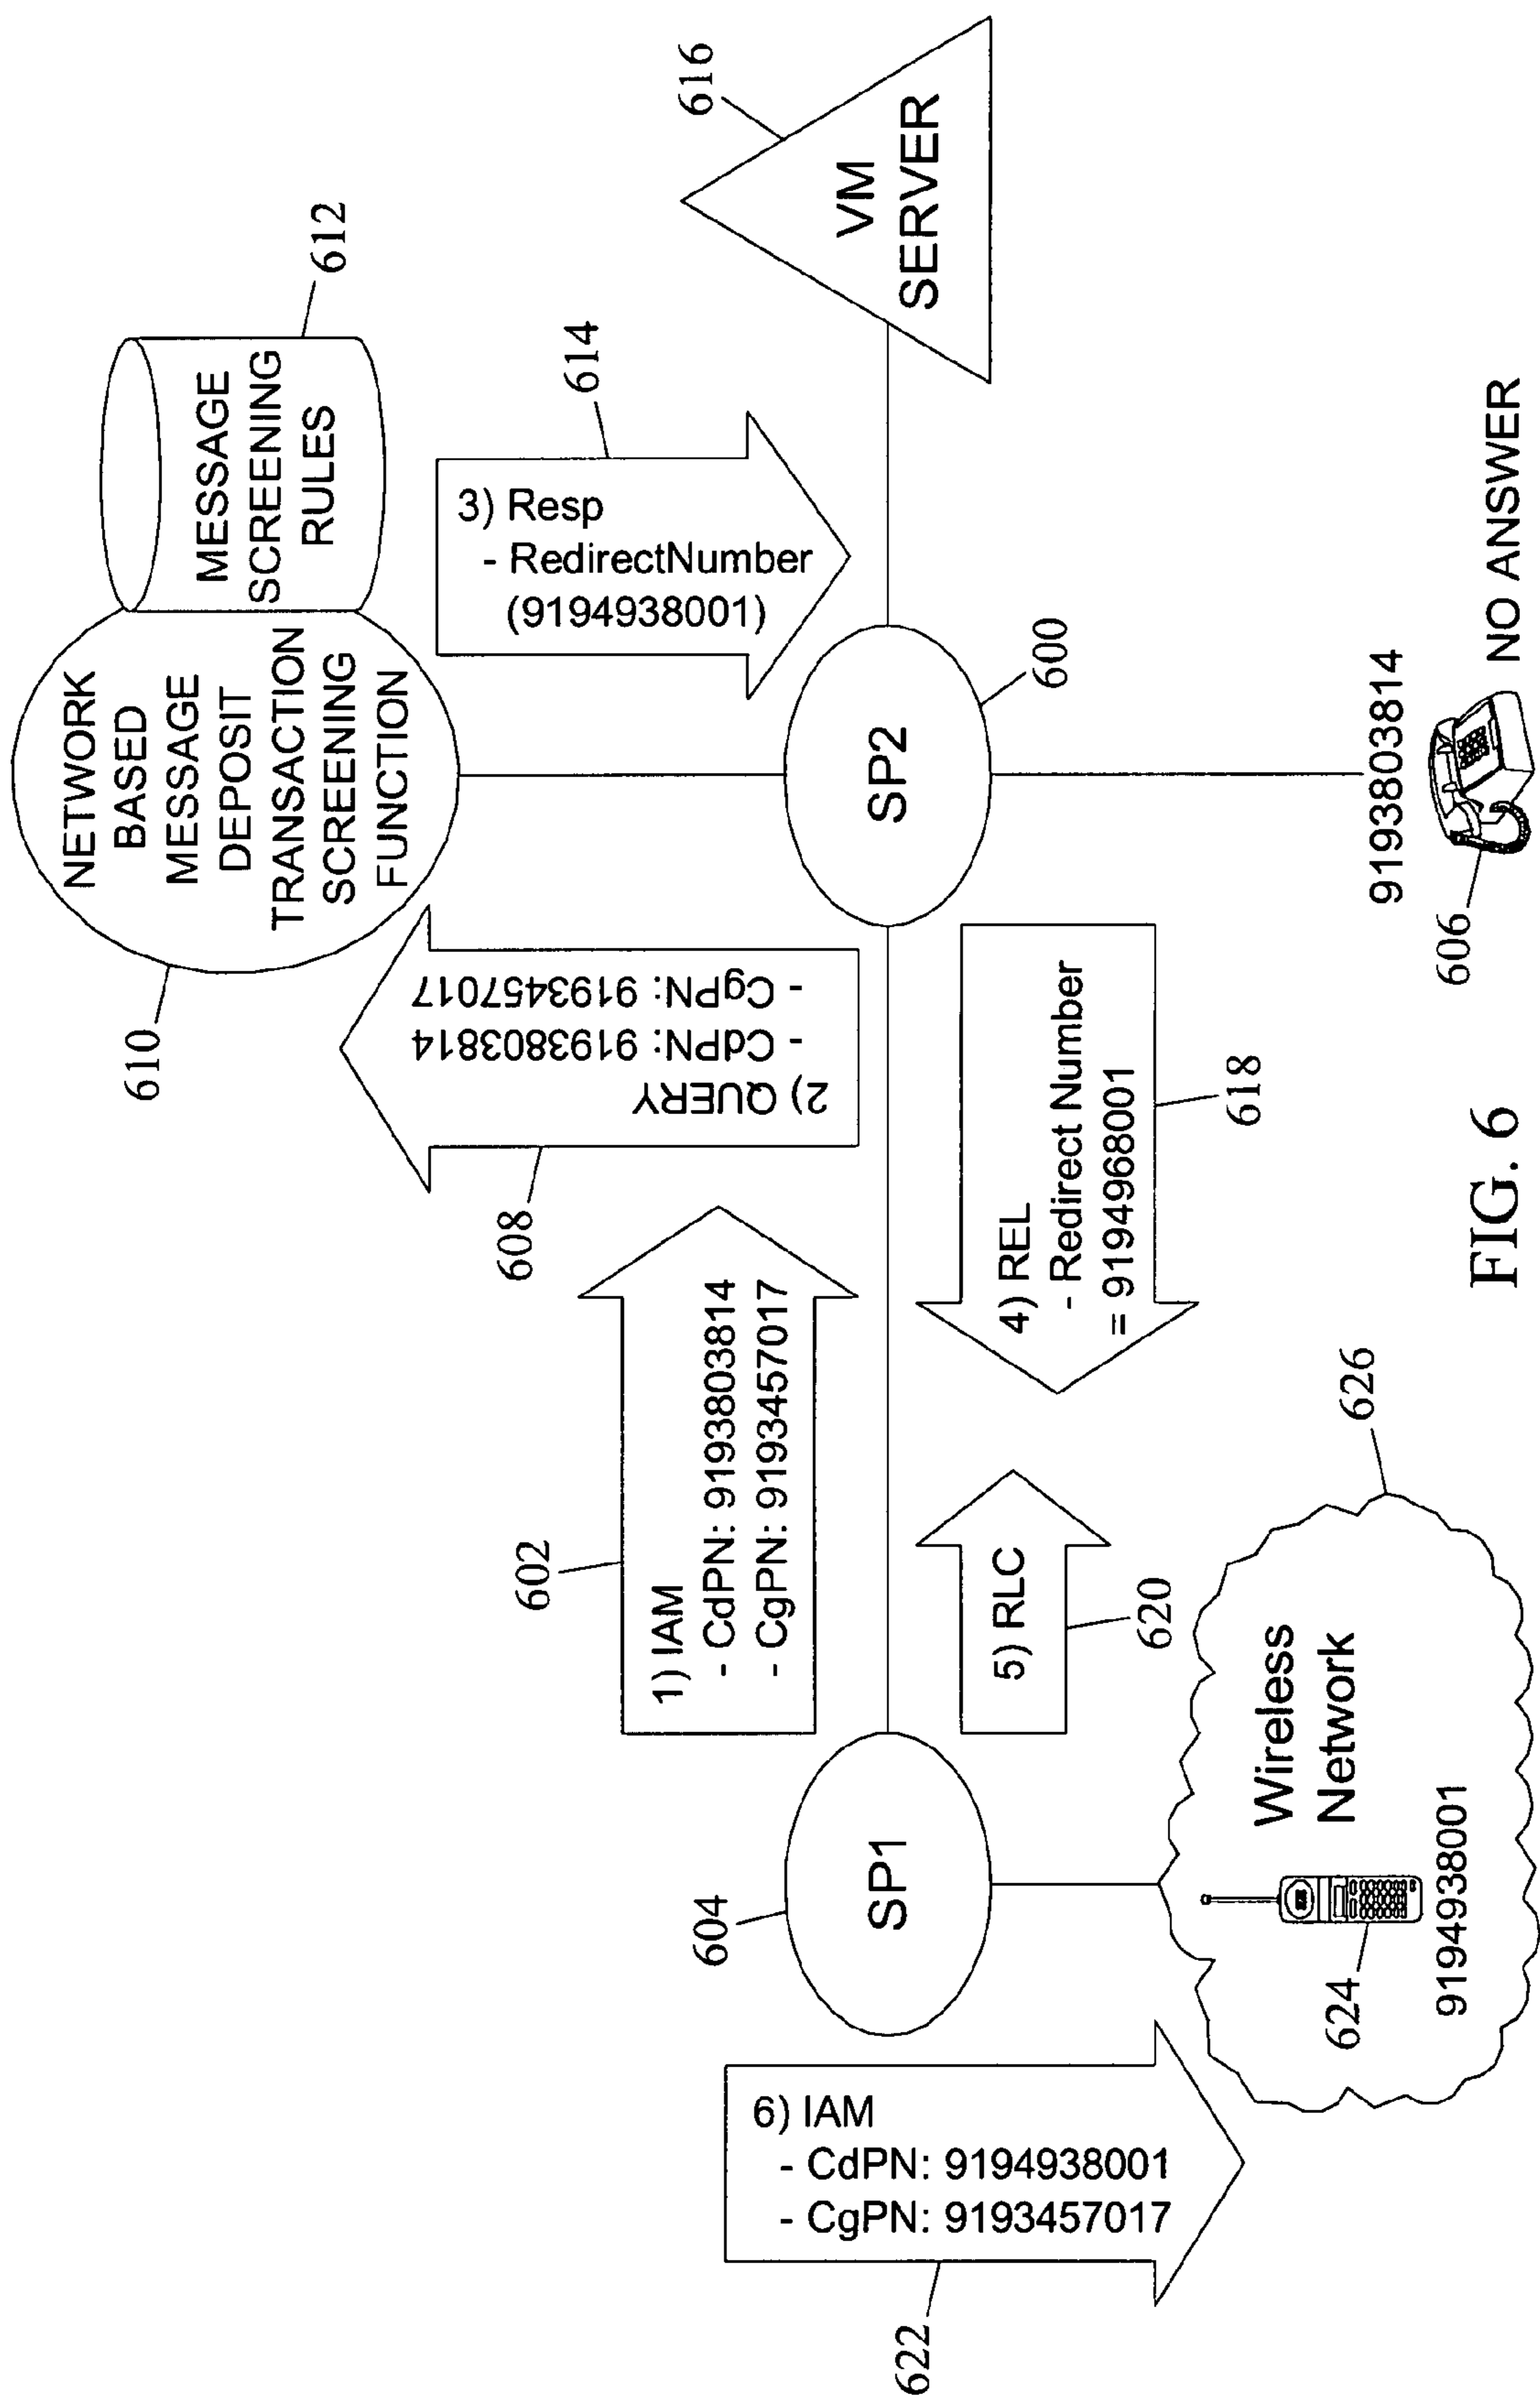 NETWORK
BASED
MESSAGE
DEPOSIT
TRANSACTION
SCREENING
FUNCTION
610
MESSAGE
SCREENING
RULES
612
2) QUERY
- CdPN: 9193803814
- CgPN: 9193457017
608
3) Resp
- RedirectNumber
(9194938001)
614
1) IAM
- CdPN: 9193803814
- CgPN: 9193457017
602
VM
SERVER
616
SP1
604
SP2
600
6) IAM
- CdPN: 9194938001
- CgPN: 9193457017
622
5) RLC
620
4) REL
- Redirect Number
= 9194968001
618
Wireless
Network
624
9194938001
626
9193803814
606
NO ANSWER
FIG. 6